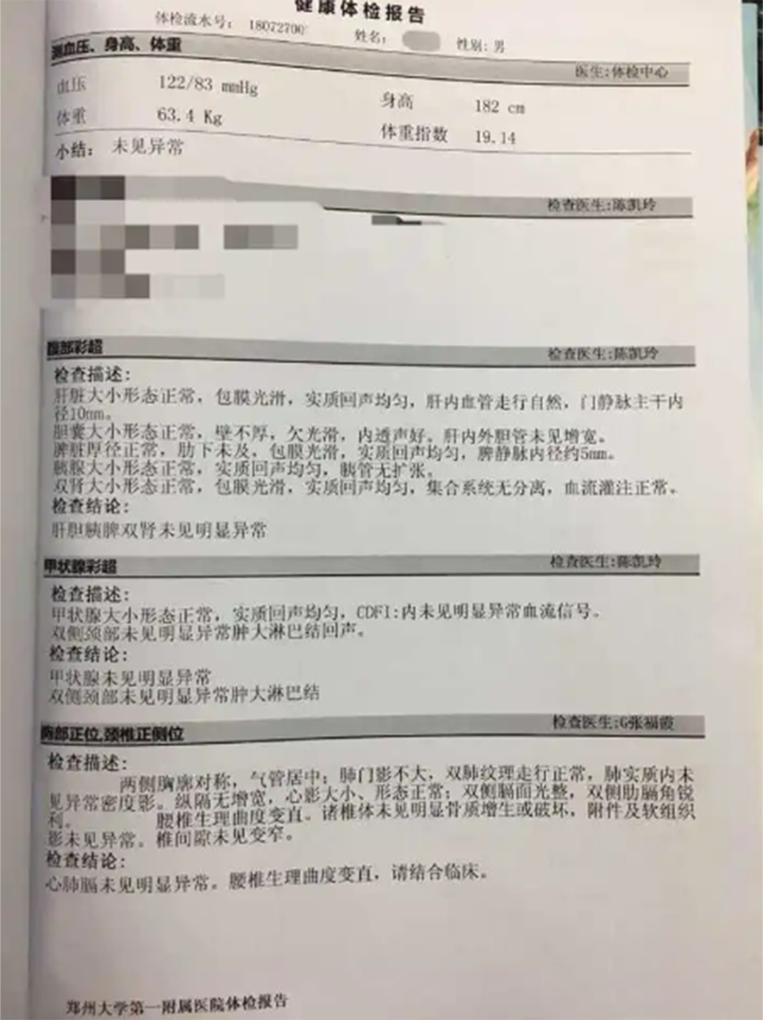 健康体检报告
体检流水号: 18072700 姓名: 性别: 男
测血压、身高、体重 医生:体检中心
血压 122/83 mmHg 身高 182 cm
体重 63.4 Kg 体重指数 19.14
小结: 未见异常
检查医生:陈凯玲
腹部彩超 检查医生:陈凯玲
检查描述:
肝脏大小形态正常，包膜光滑，实质回声均匀，肝内血管走行自然，门静脉主干内
径10mm。
胆囊大小形态正常，壁不厚，欠光滑，内透声好。肝内外胆管未见增宽。
脾脏厚径正常，肋下未及，包膜光滑，实质回声均匀，脾静脉内径约5mm。
胰腺大小形态正常，实质回声均匀，胰管无扩张。
双肾大小形态正常，包膜光滑，实质回声均匀，集合系统无分离，血流灌注正常。
检查结论:
肝胆胰脾双肾未见明显异常
甲状腺彩超 检查医生:陈凯玲
检查描述:
甲状腺大小形态正常，实质回声均匀，CDFI:内未见明显异常血流信号。
双侧颈部未见明显异常肿大淋巴结回声。
检查结论:
甲状腺未见明显异常
双侧颈部未见明显异常肿大淋巴结
胸部正位,颈椎正侧位 检查医生:G张福霞
检查描述:
两侧胸廓对称，气管居中；肺门影不大，双肺纹理走行正常，肺实质内未
见异常密度影。纵隔无增宽，心影大小、形态正常；双侧膈面光整，双侧肋膈角锐
利。 腰椎生理曲度变直。诸椎体未见明显骨质增生或破坏，附件及软组织
影未见异常。椎间隙未见变窄。
检查结论:
心肺膈未见明显异常。腰椎生理曲度变直，请结合临床。
郑州大学第一附属医院体检报告